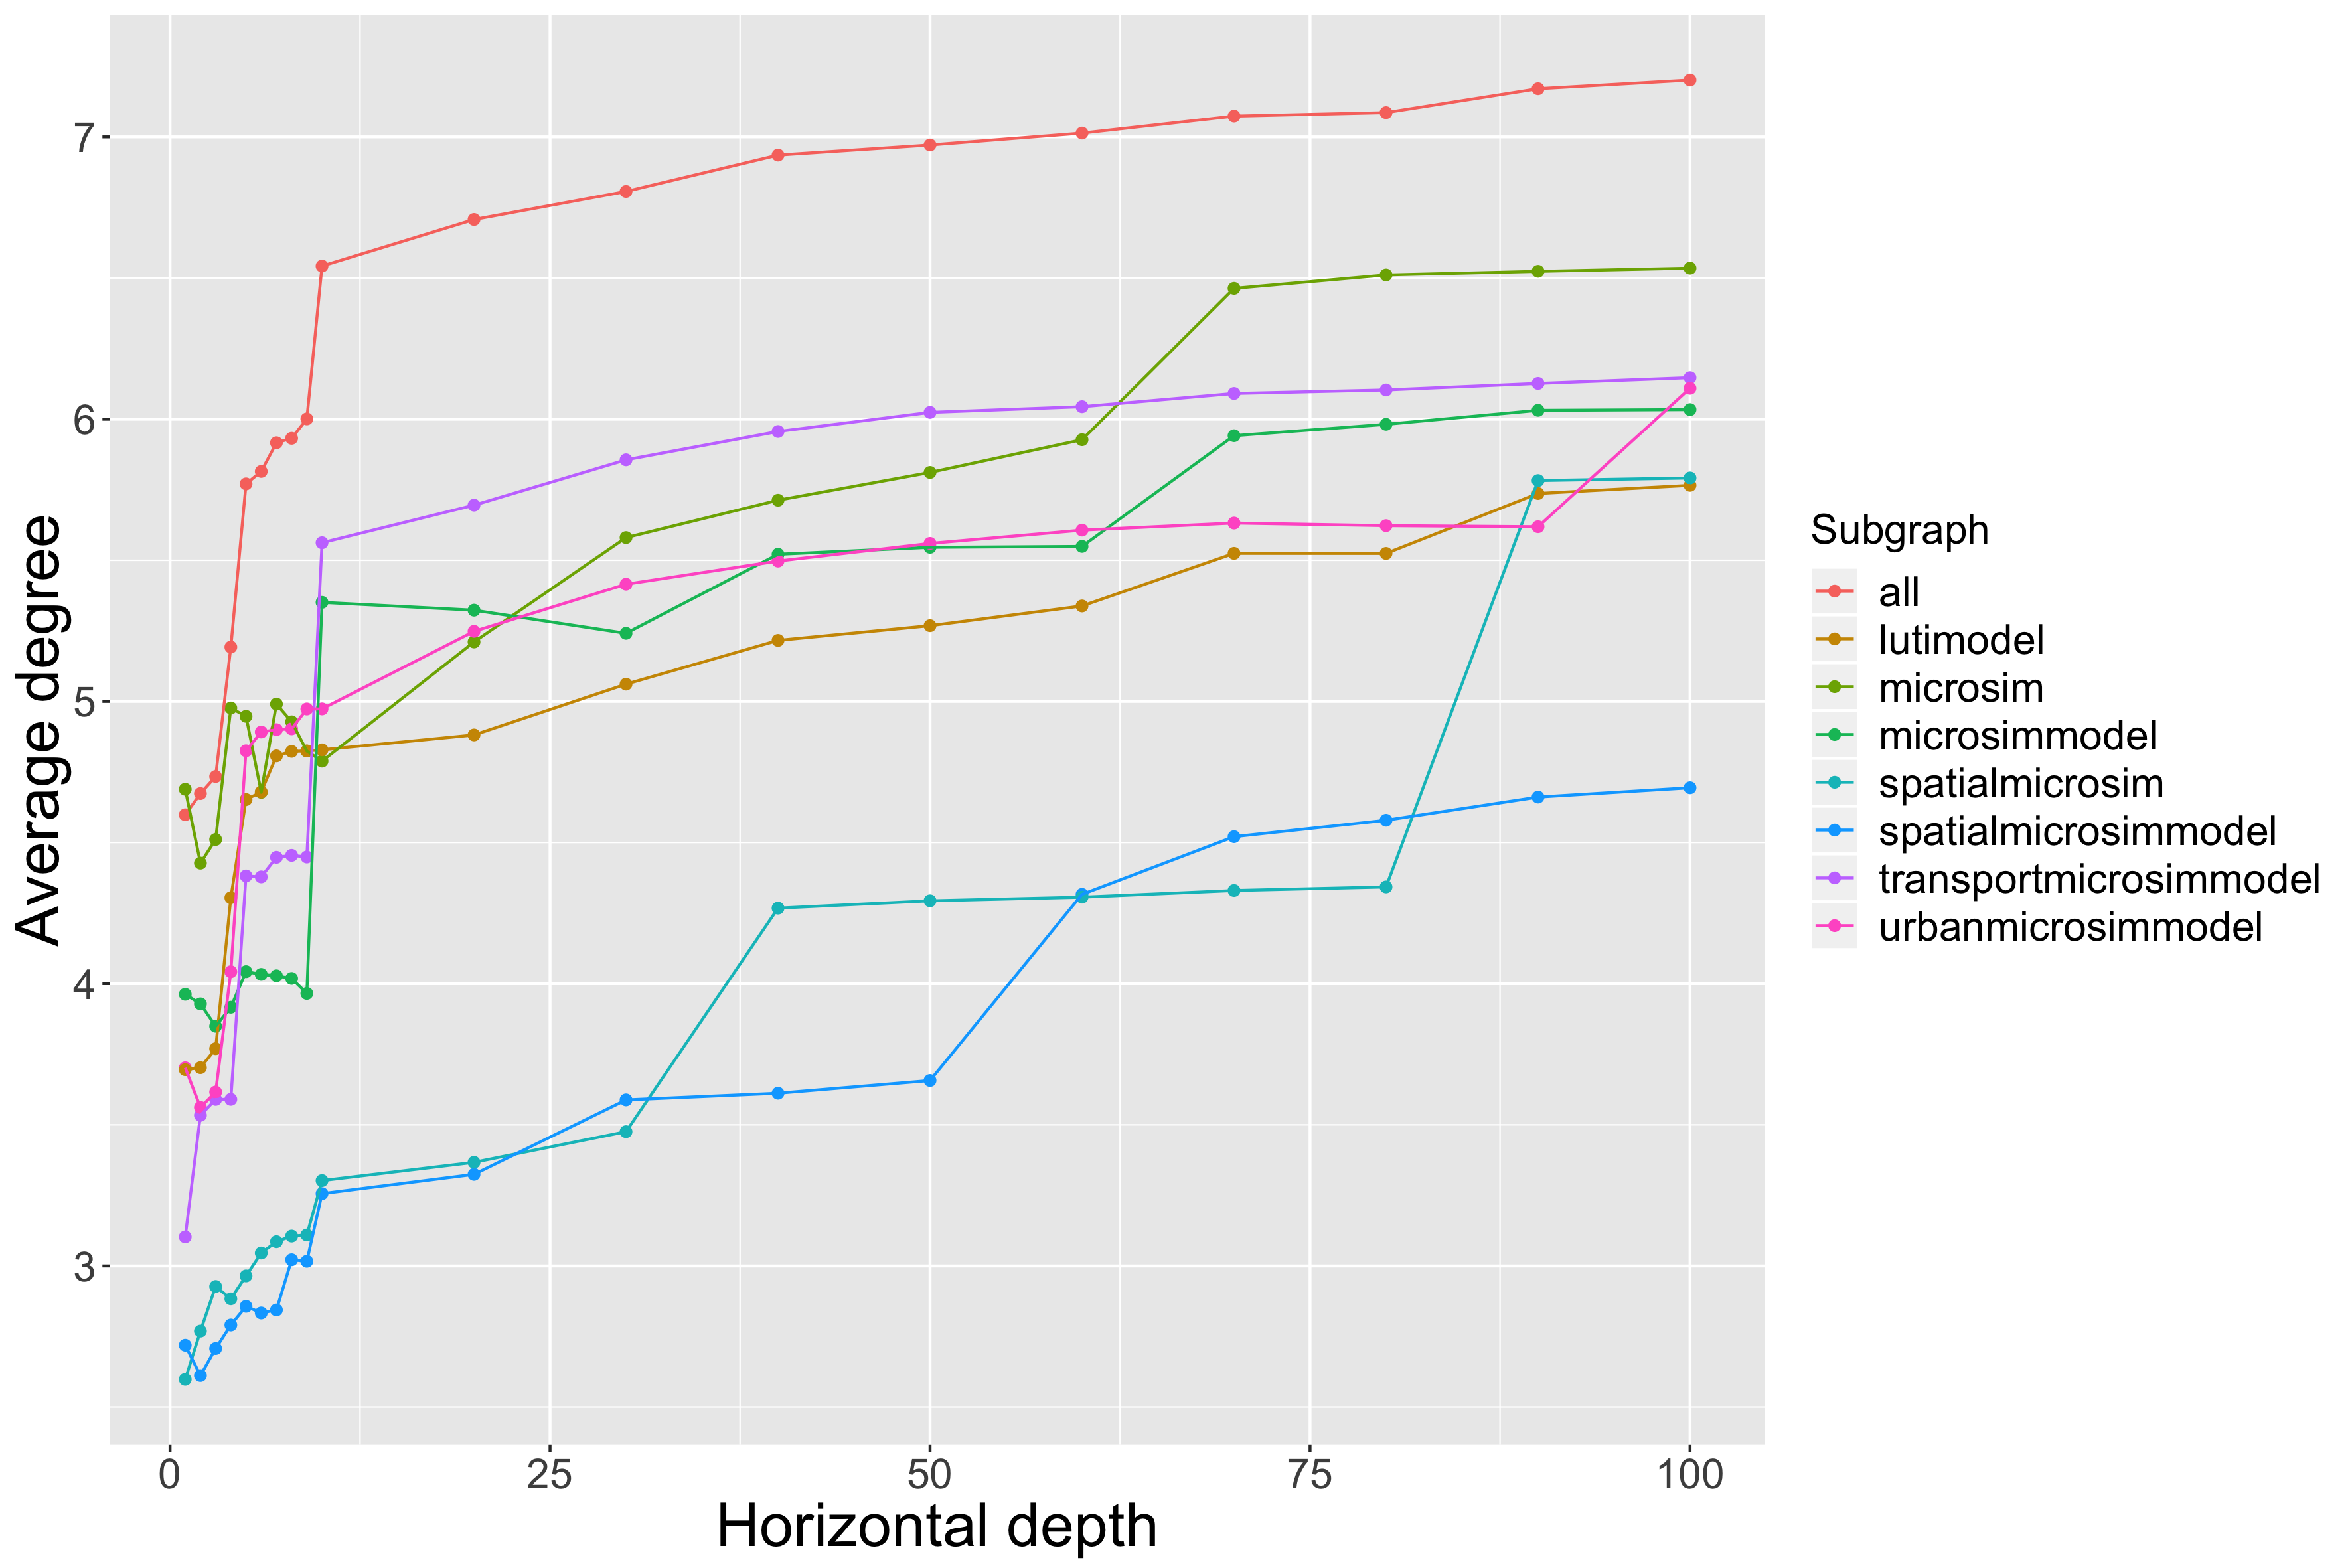 Average degree
7
6
5
4
3
0 25 50 75 100
Horizontal depth
Subgraph
all
lutimodel
microsim
microsimmodel
spatialmicrosim
spatialmicrosimmodel
transportmicrosimmodel
urbanmicrosimmodel